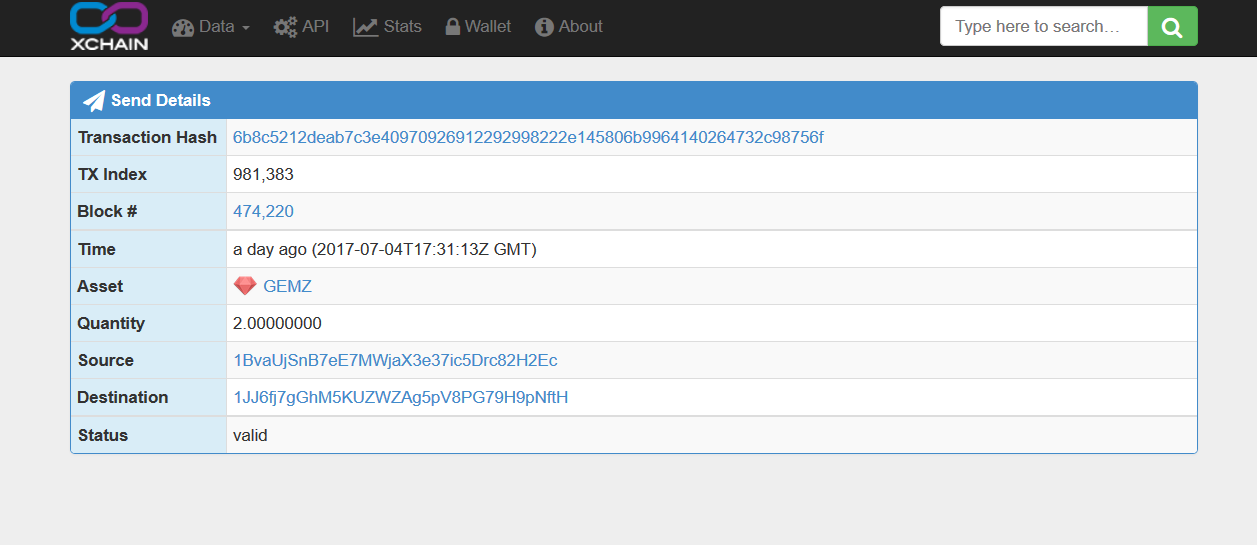 XCHAIN Data API Stats Wallet About Type here to search...
Send Details
Transaction Hash 6b8c5212deab7c3e40970926912292998222e145806b9964140264732c98756f
TX Index 981,383
Block # 474,220
Time a day ago (2017-07-04T17:31:13Z GMT)
Asset GEMZ
Quantity 2.00000000
Source 1BvaUjSnB7eE7MWjaX3e37ic5Drc82H2Ec
Destination 1JJ6fj7gGhM5KUZWZAg5pV8PG79H9pNftH
Status valid